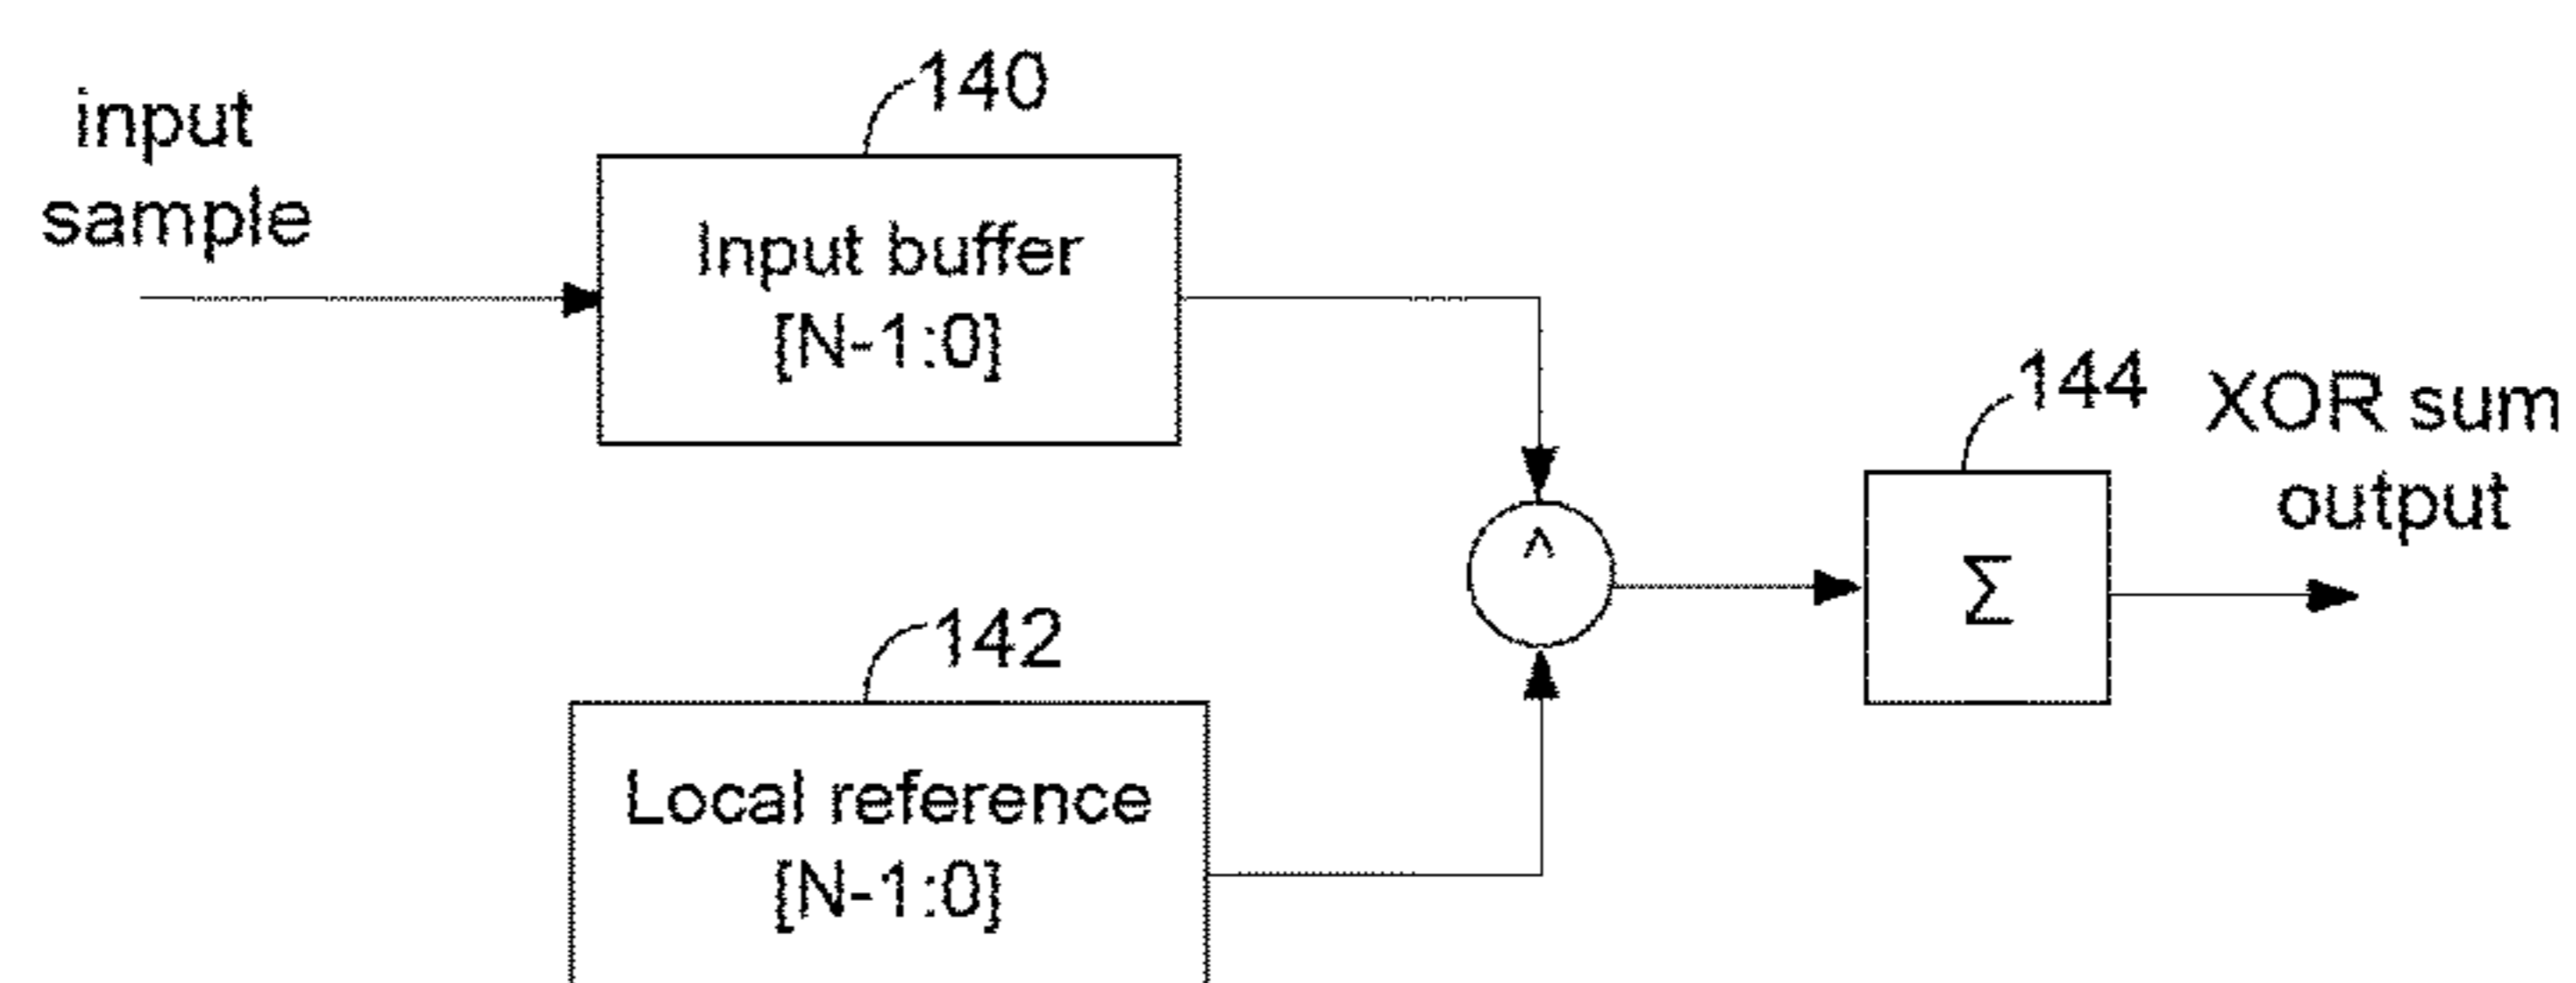 input
sample
140
Input buffer
[N-1:0]
142
Local reference
[N-1:0]
^
144
Σ
XOR sum
output